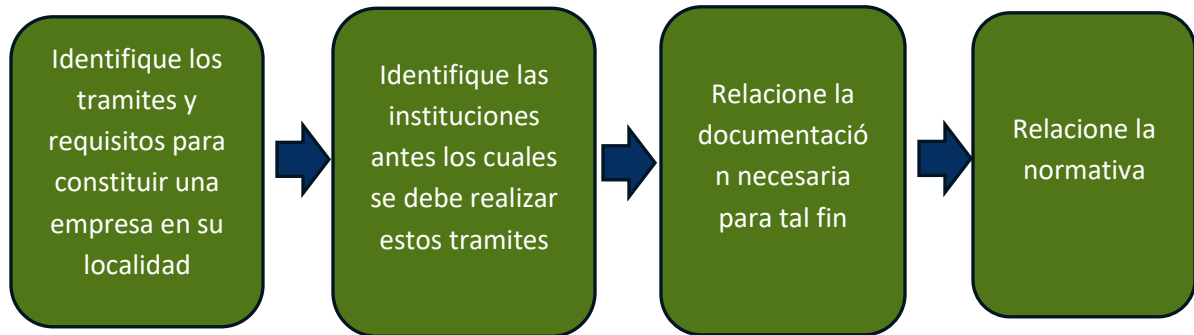 Identifique los
tramites y
requisitos para
constituir una
empresa en su
localidad
Identifique las
instituciones
antes los cuales
se debe realizar
estos tramites
Relacione la
documentació
n necesaria
para tal fin
Relacione la
normativa